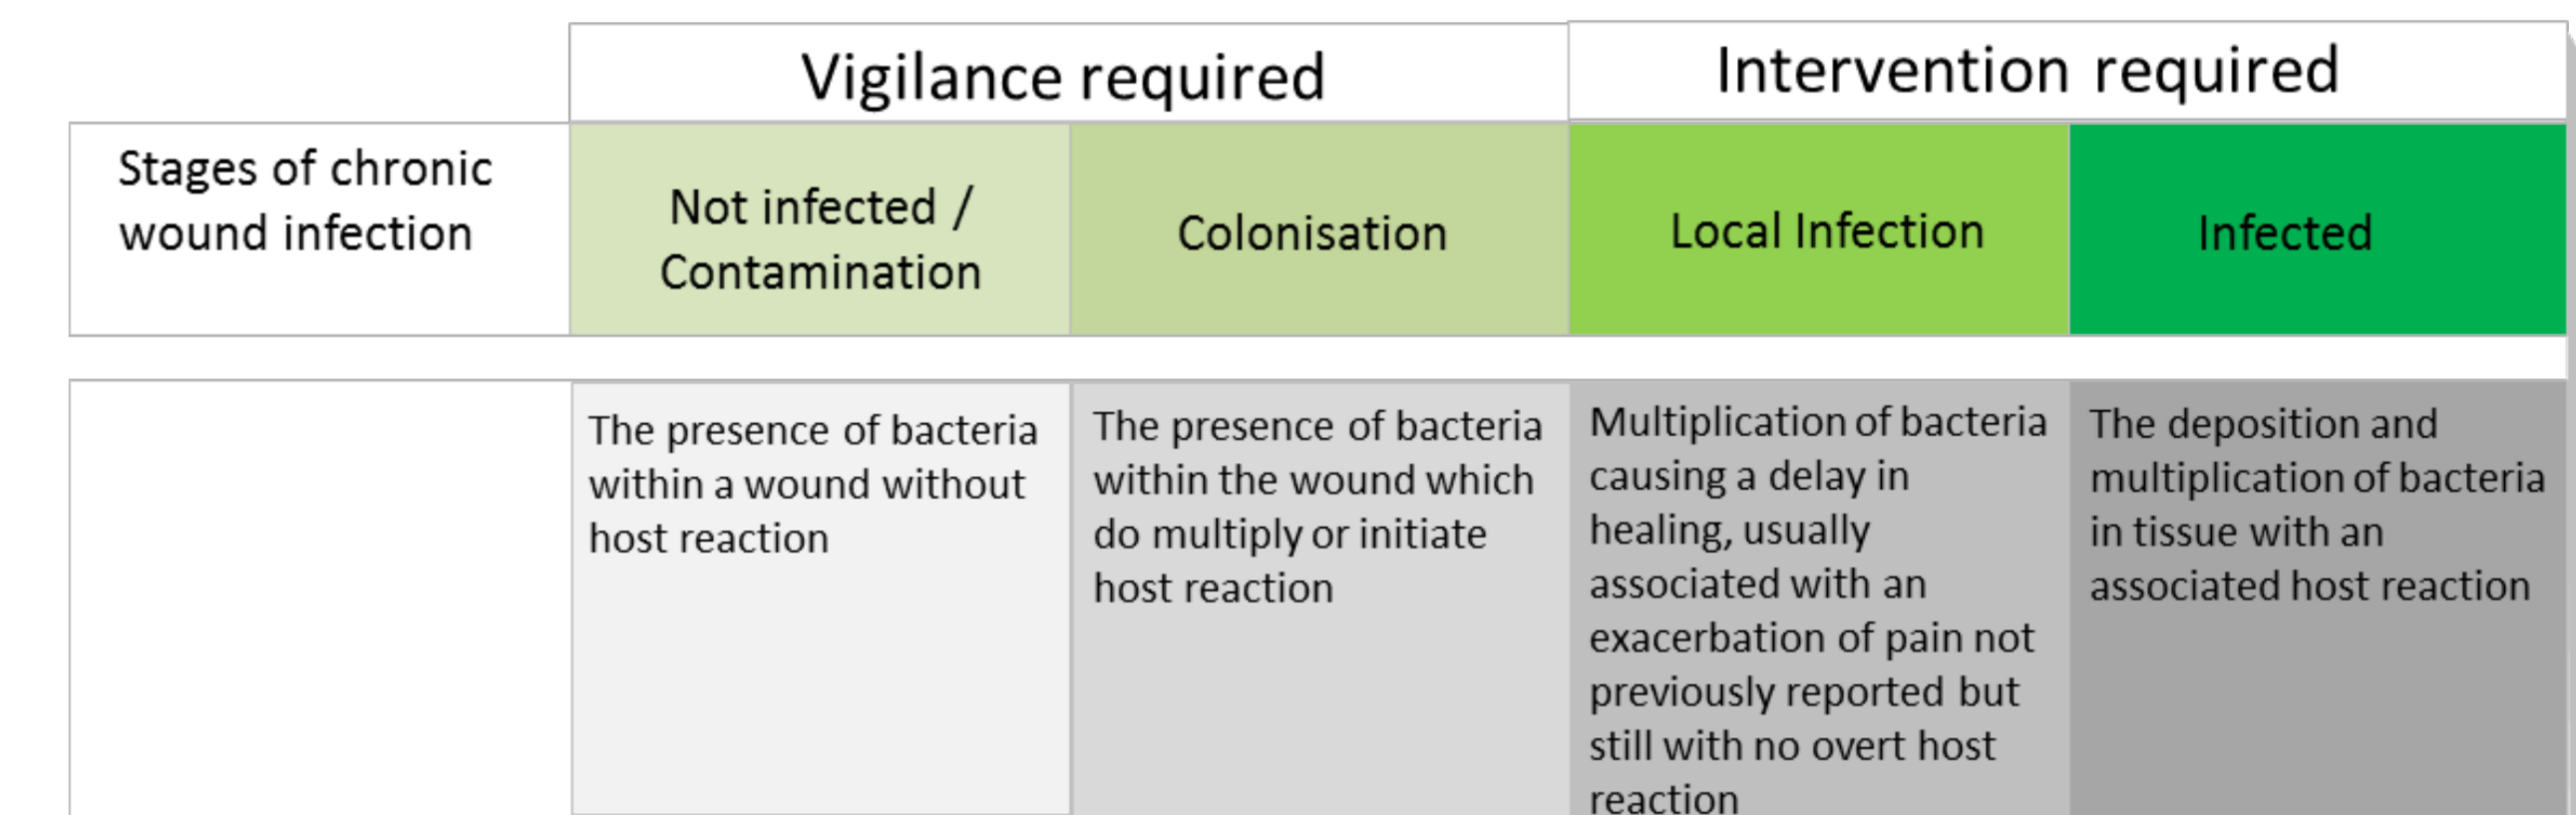 Vigilance required
Intervention required
Stages of chronic
wound infection
Not infected /
Contamination
Colonisation
Local Infection
Infected
The presence of bacteria
within a wound without
host reaction
The presence of bacteria
within the wound which
do multiply or initiate
host reaction
Multiplication of bacteria
causing a delay in
healing, usually
associated with an
exacerbation of pain not
previously reported but
still with no overt host
reaction
The deposition and
multiplication of bacteria
in tissue with an
associated host reaction